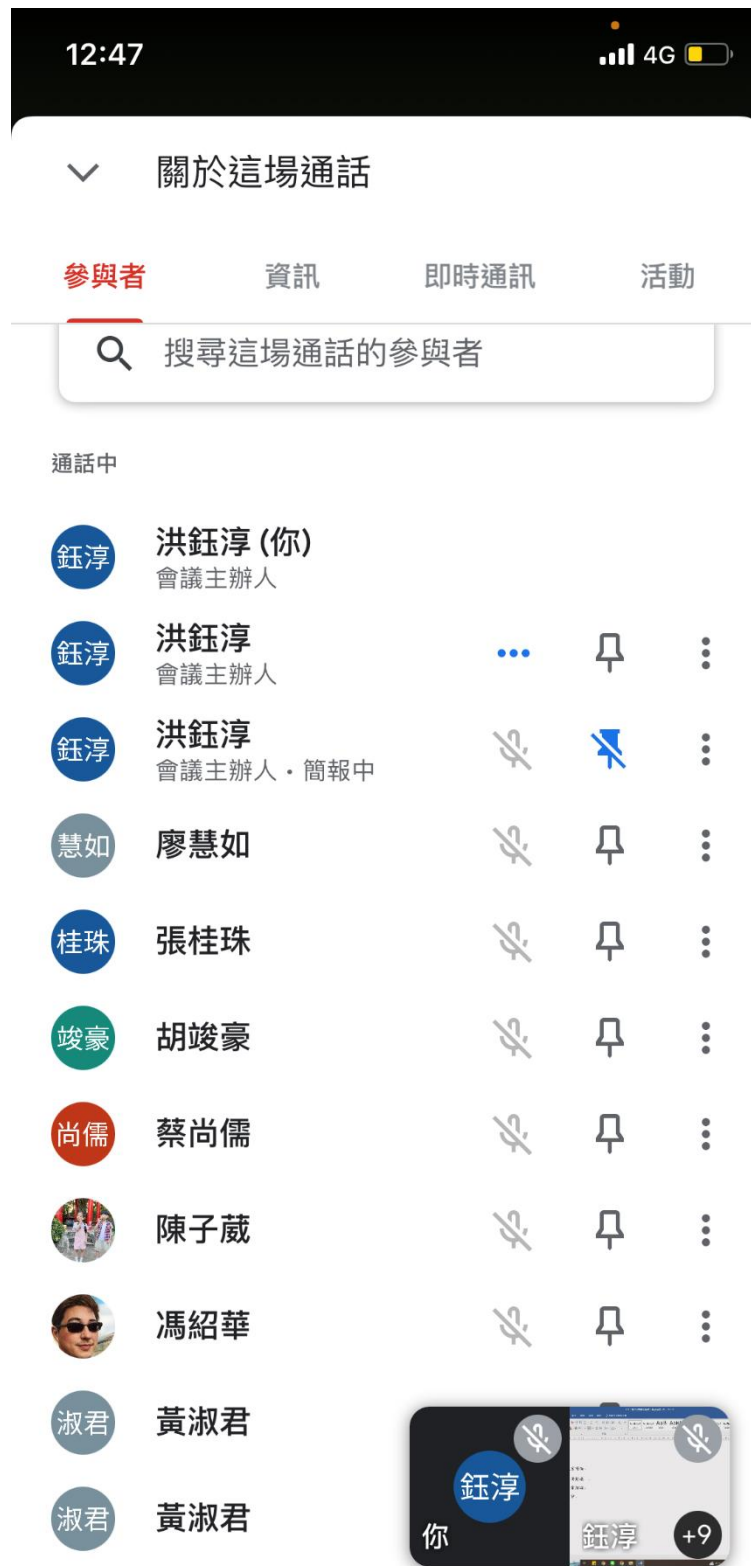 12:47
4G
關於這場通話
參與者 資訊 即時通訊 活動
搜尋這場通話的參與者
通話中
鈺淳 洪鈺淳 (你)
會議主辦人
鈺淳 洪鈺淳
會議主辦人
鈺淳 洪鈺淳
會議主辦人・簡報中
慧如 廖慧如
桂珠 張桂珠
竣豪 胡竣豪
尚儒 蔡尚儒
陳子葳
馮紹華
淑君 黃淑君
淑君 黃淑君
鈺淳
你
鈺淳
+9